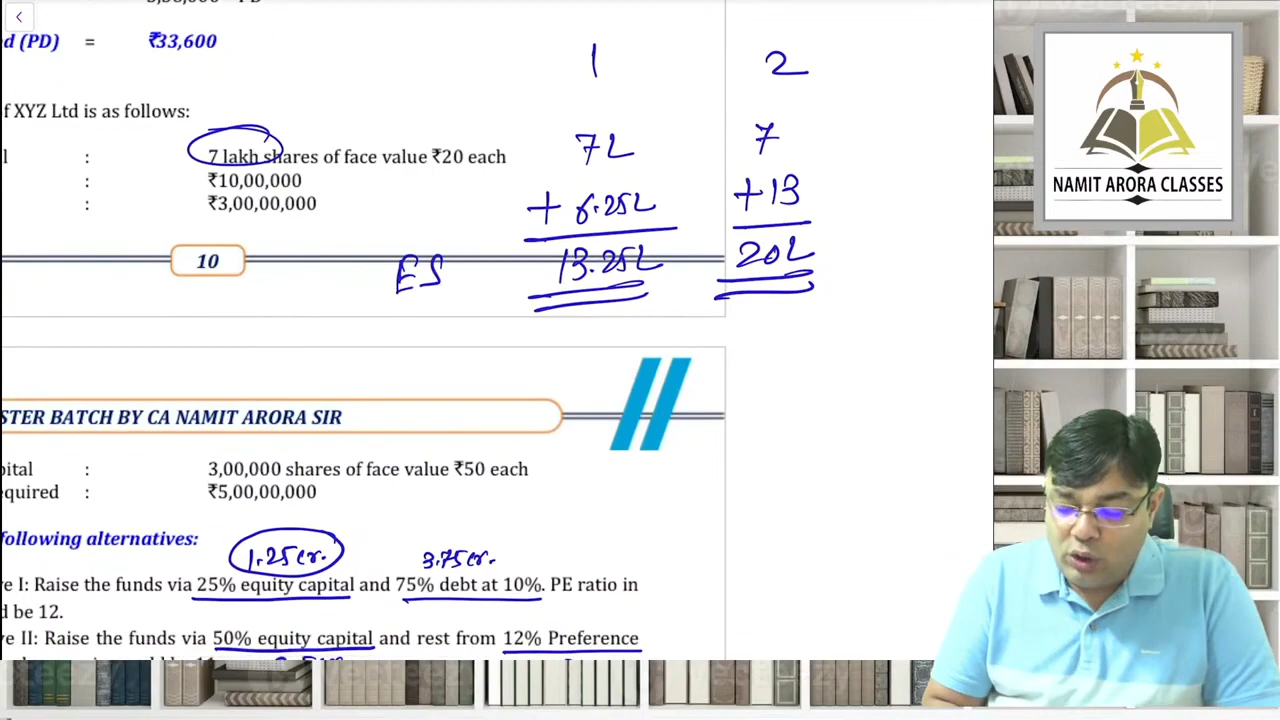 d (PD) = ₹33,600
1 2
of XYZ Ltd is as follows:
l : 7 lakh shares of face value ₹20 each
: ₹10,00,000
: ₹3,00,00,000
7L 7
+ 6.25L +13
ES 13.25L 20L
10
STER BATCH BY CA NAMIT ARORA SIR
pital : 3,00,000 shares of face value ₹50 each
equired : ₹5,00,00,000
following alternatives:
1.25cr. 3.75cr.
ve I: Raise the funds via 25% equity capital and 75% debt at 10%. PE ratio in
d be 12.
ve II: Raise the funds via 50% equity capital and rest from 12% Preference
NAMIT ARORA CLASSES